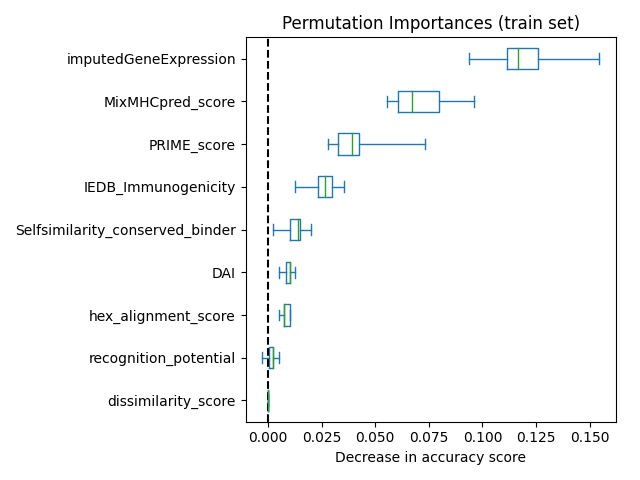 Permutation Importances (train set)
imputedGeneExpression
MixMHCpred_score
PRIME_score
IEDB_Immunogenicity
Selfsimilarity_conserved_binder
DAI
hex_alignment_score
recognition_potential
dissimilarity_score
0.000 0.025 0.050 0.075 0.100 0.125 0.150
Decrease in accuracy score